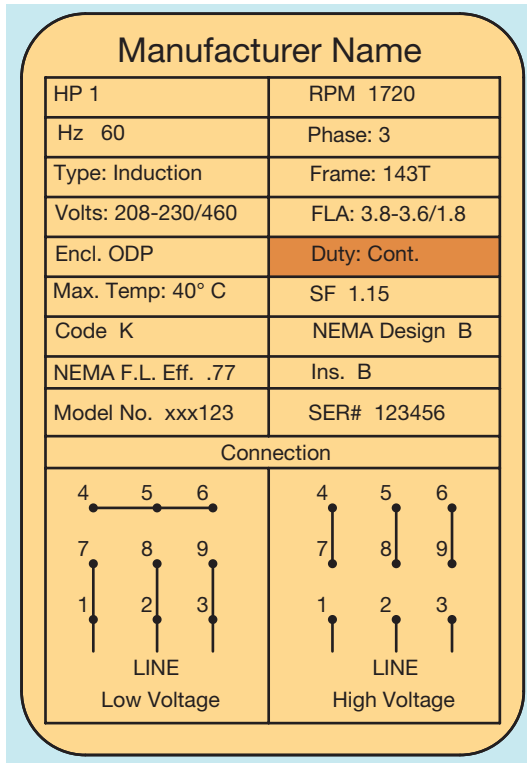 Manufacturer Name
HP 1 RPM 1720
Hz 60 Phase: 3
Type: Induction Frame: 143T
Volts: 208-230/460 FLA: 3.8-3.6/1.8
Encl. ODP Duty: Cont.
Max. Temp: 40° C SF 1.15
Code K NEMA Design B
NEMA F.L. Eff. .77 Ins. B
Model No. xxx123 SER# 123456
Connection
4 5 6 4 5 6
7 8 9 7 8 9
1 2 3 1 2 3
LINE LINE
Low Voltage High Voltage